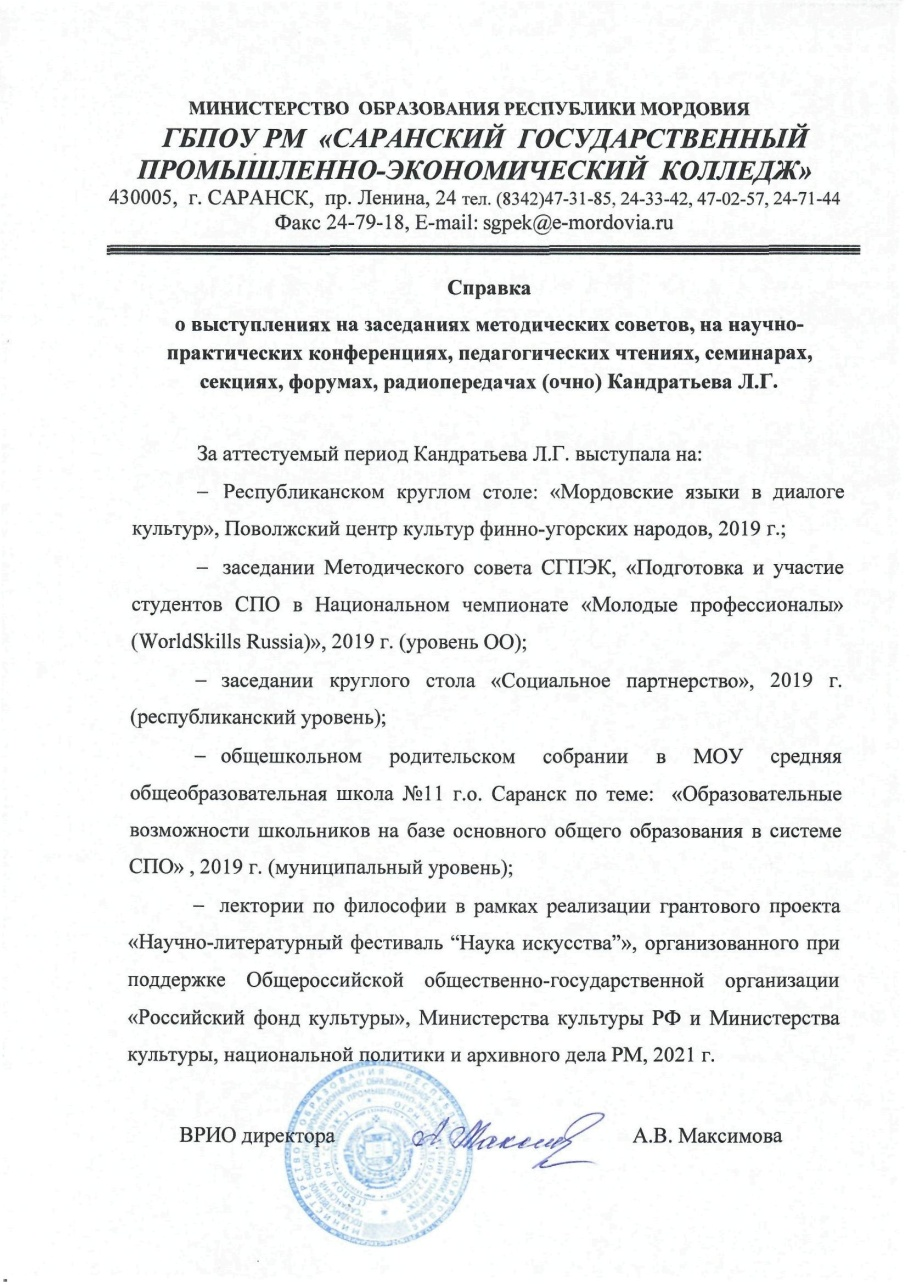 МИНИСТЕРСТВО ОБРАЗОВАНИЯ РЕСПУБЛИКИ МОРДОВИЯ
ГБПОУ РМ «САРАНСКИЙ ГОСУДАРСТВЕННЫЙ
ПРОМЫШЛЕННО-ЭКОНОМИЧЕСКИЙ КОЛЛЕДЖ»
430005, г. САРАНСК, пр. Ленина, 24 тел. (8342)47-31-85, 24-33-42, 47-02-57, 24-71-44
Факс 24-79-18, E-mail: sgpek@e-mordovia.ru
Справка
о выступлениях на заседаниях методических советов, на научно-
практических конференциях, педагогических чтениях, семинарах,
секциях, форумах, радиопередачах (очно) Кандратьева Л.Г.
За аттестуемый период Кандратьева Л.Г. выступала на:
– Республиканском круглом столе: «Мордовские языки в диалоге
культур», Поволжский центр культур финно-угорских народов, 2019 г.;
– заседании Методического совета СГПЭК, «Подготовка и участие
студентов СПО в Национальном чемпионате «Молодые профессионалы»
(WorldSkills Russia)», 2019 г. (уровень ОО);
– заседании круглого стола «Социальное партнерство», 2019 г.
(республиканский уровень);
– общешкольном родительском собрании в МОУ средняя
общеобразовательная школа №11 г.о. Саранск по теме: «Образовательные
возможности школьников на базе основного общего образования в системе
СПО» , 2019 г. (муниципальный уровень);
– лектории по философии в рамках реализации грантового проекта
«Научно-литературный фестиваль “Наука искусства”», организованного при
поддержке Общероссийской общественно-государственной организации
«Российский фонд культуры», Министерства культуры РФ и Министерства
культуры, национальной политики и архивного дела РМ, 2021 г.
ВРИО директора А.В. Максимова